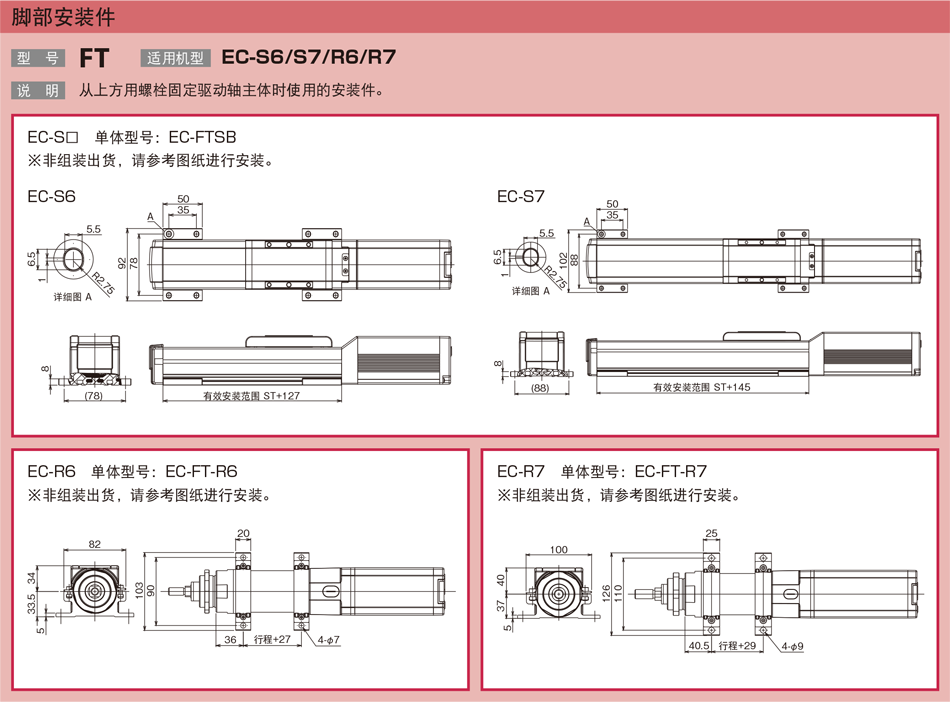 脚部安装件
型 号 FT 适用机型 EC-S6/S7/R6/R7
说 明 从上方用螺栓固定驱动轴主体时使用的安装件。
EC-S□ 单体型号：EC-FTSB
※非组装出货，请参考图纸进行安装。
EC-S6
50
35
A
5.5
6.5
1
R2.75
92
78
详细图 A
8
(78)
有效安装范围 ST+127
EC-S7
50
35
A
5.5
6.5
1
R2.75
102
88
详细图 A
8
(88)
有效安装范围 ST+145
EC-R6 单体型号：EC-FT-R6
※非组装出货，请参考图纸进行安装。
20
82
34
33.5
5
103
90
36
行程+27
4-φ7
EC-R7 单体型号：EC-FT-R7
※非组装出货，请参考图纸进行安装。
25
100
40
37
5
126
110
40.5
行程+29
4-φ9